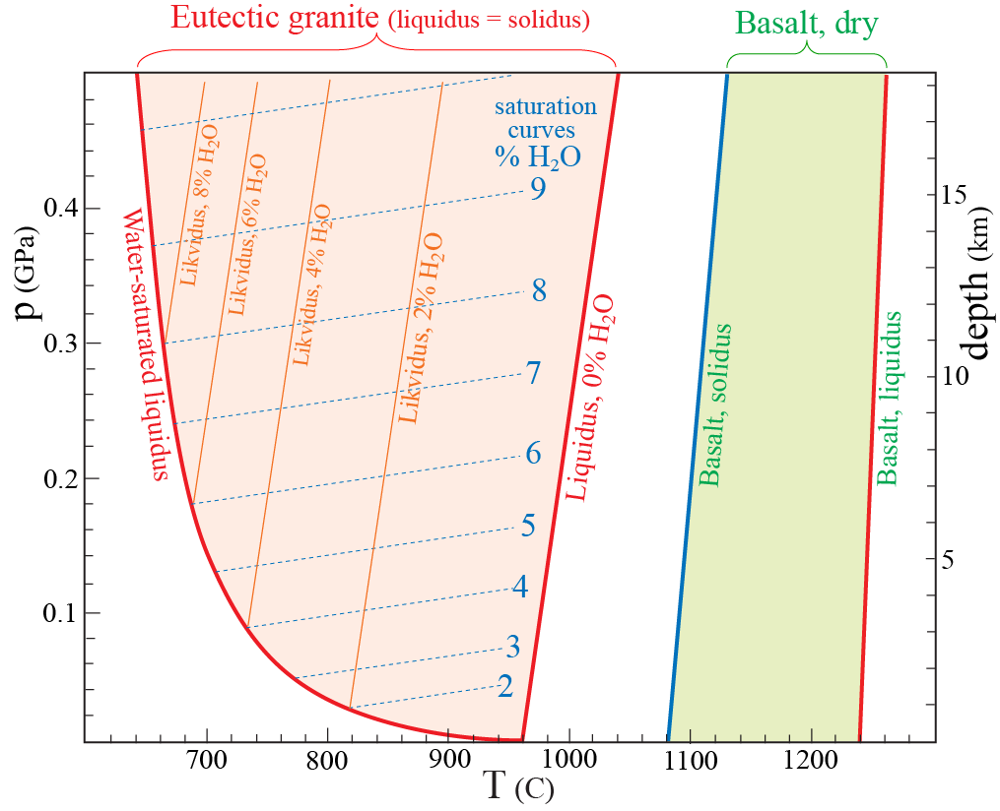 Eutectic granite (liquidus = solidus)
Basalt, dry
saturation
curves
% H₂O
9
8
7
6
5
4
3
2
Water-saturated liquidus
Likvidus, 8% H₂O
Likvidus, 6% H₂O
Likvidus, 4% H₂O
Likvidus, 2% H₂O
Liquidus, 0% H₂O
Basalt, solidus
Basalt, liquidus
p (GPa)
0.4
0.3
0.2
0.1
depth (km)
15
10
5
700
800
900
1000
1100
1200
T (C)